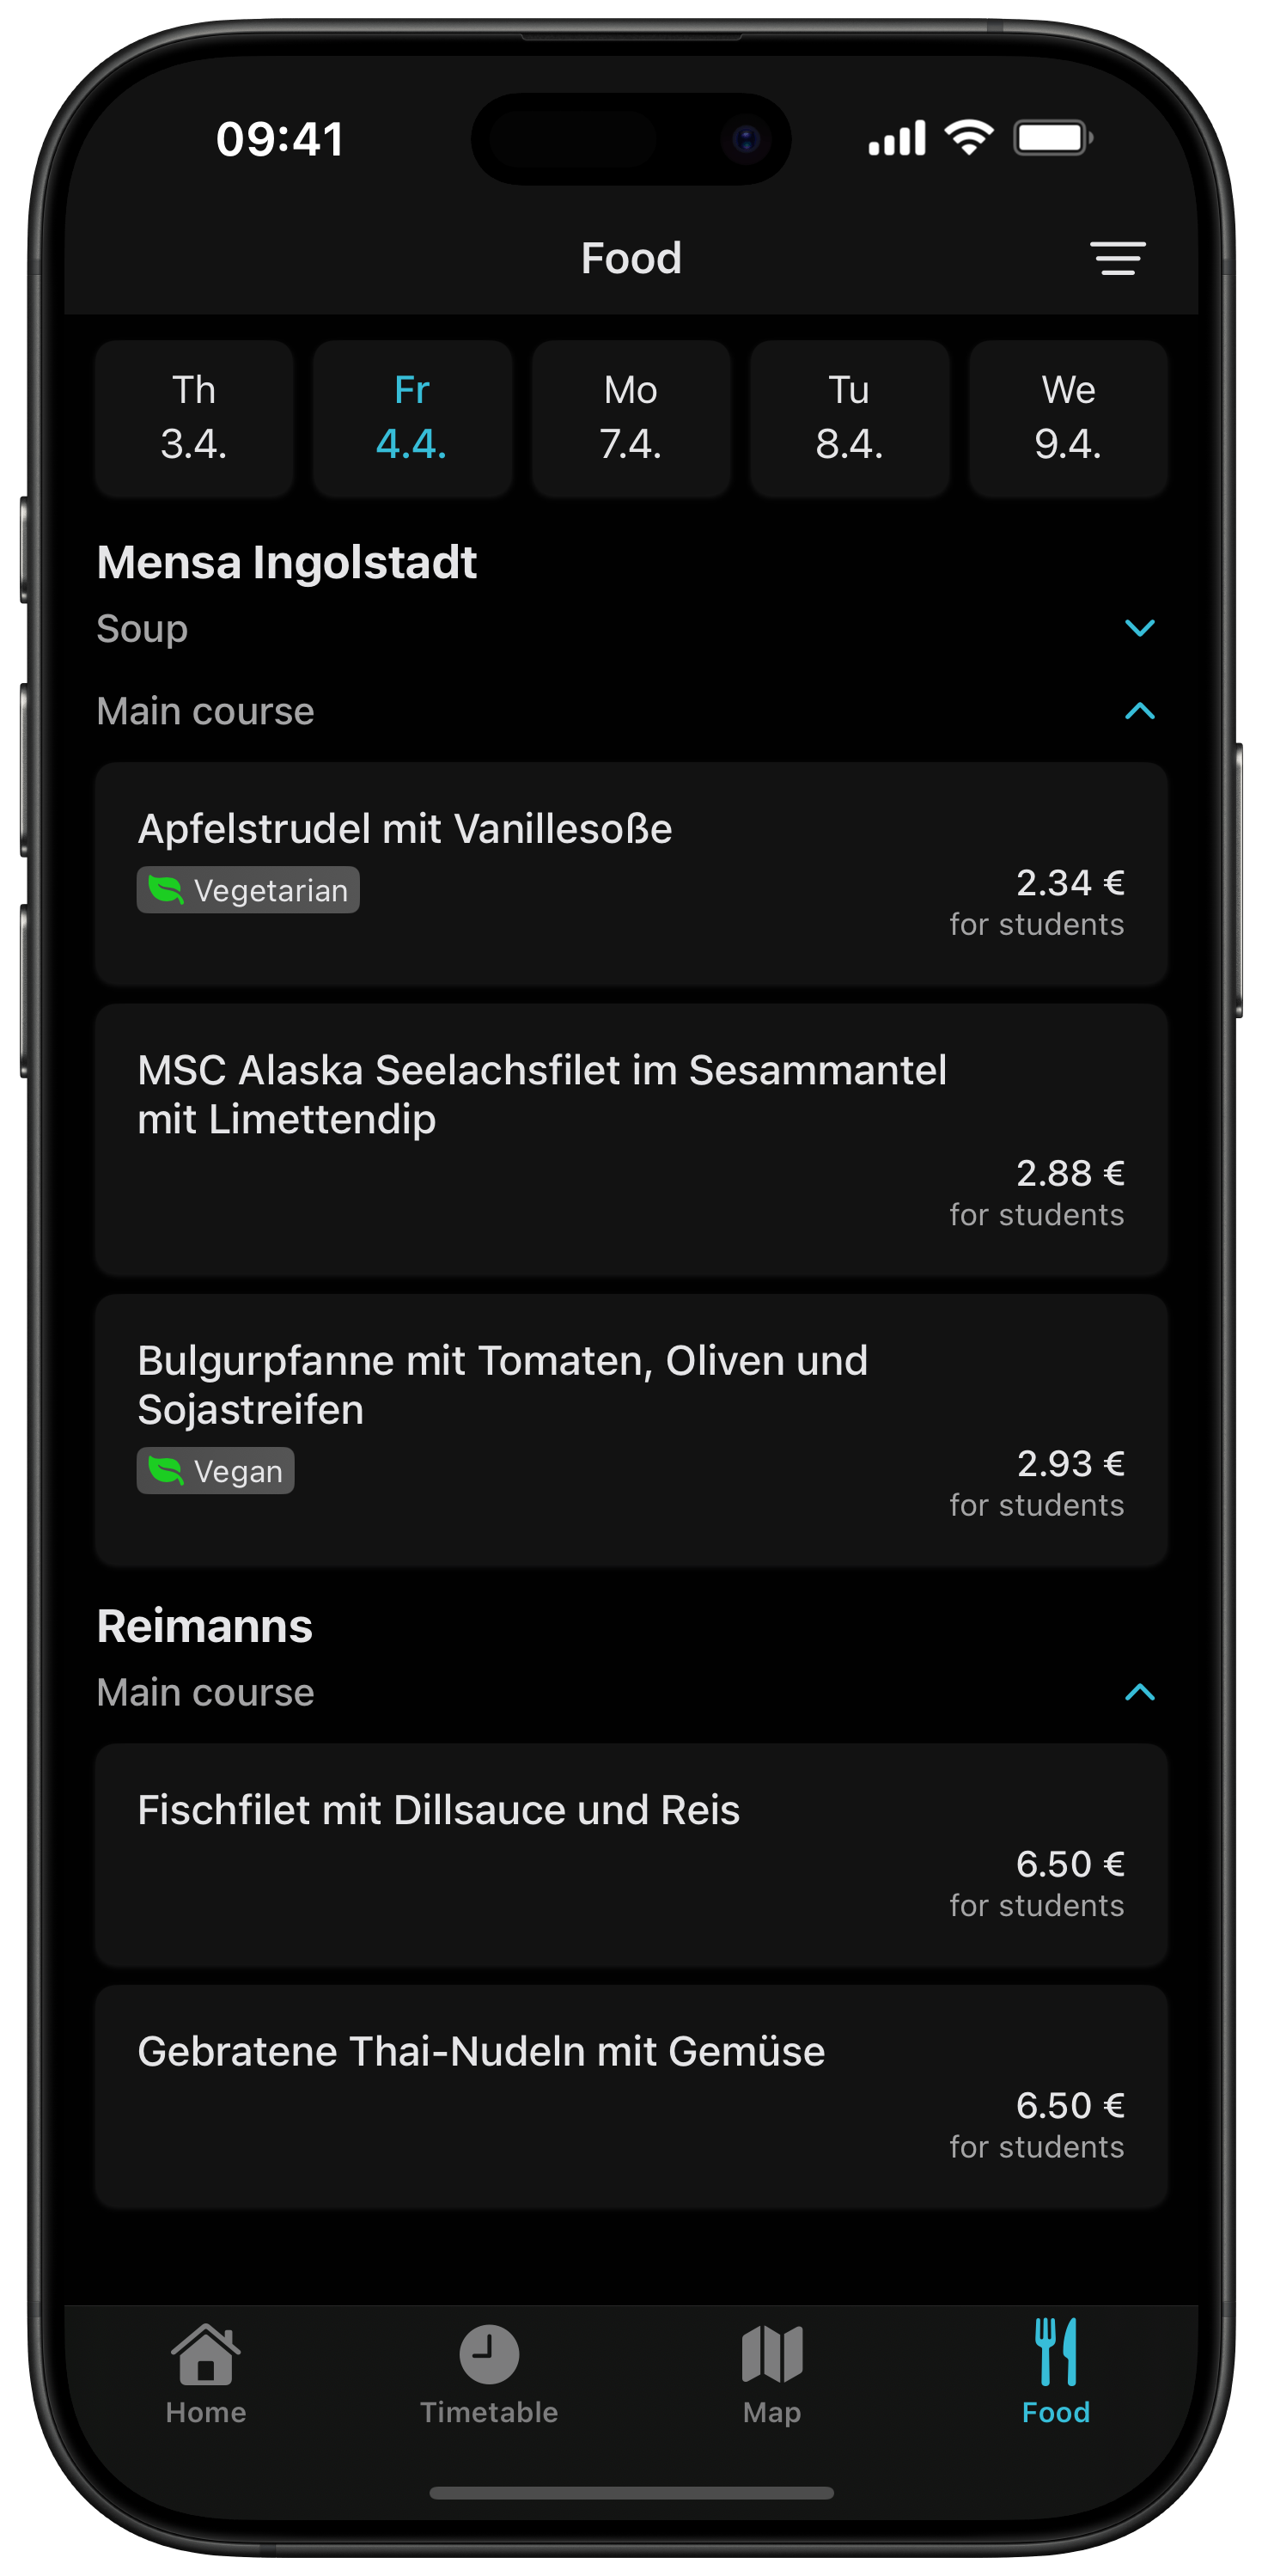 09:41
Food
Th
3.4.
Fr
4.4.
Mo
7.4.
Tu
8.4.
We
9.4.
Mensa Ingolstadt
Soup
Main course
Apfelstrudel mit Vanillesoße
Vegetarian
2.34 €
for students
MSC Alaska Seelachsfilet im Sesammantel
mit Limettendip
2.88 €
for students
Bulgurpfanne mit Tomaten, Oliven und
Sojastreifen
Vegan
2.93 €
for students
Reimanns
Main course
Fischfilet mit Dillsauce und Reis
6.50 €
for students
Gebratene Thai-Nudeln mit Gemüse
6.50 €
for students
Home
Timetable
Map
Food